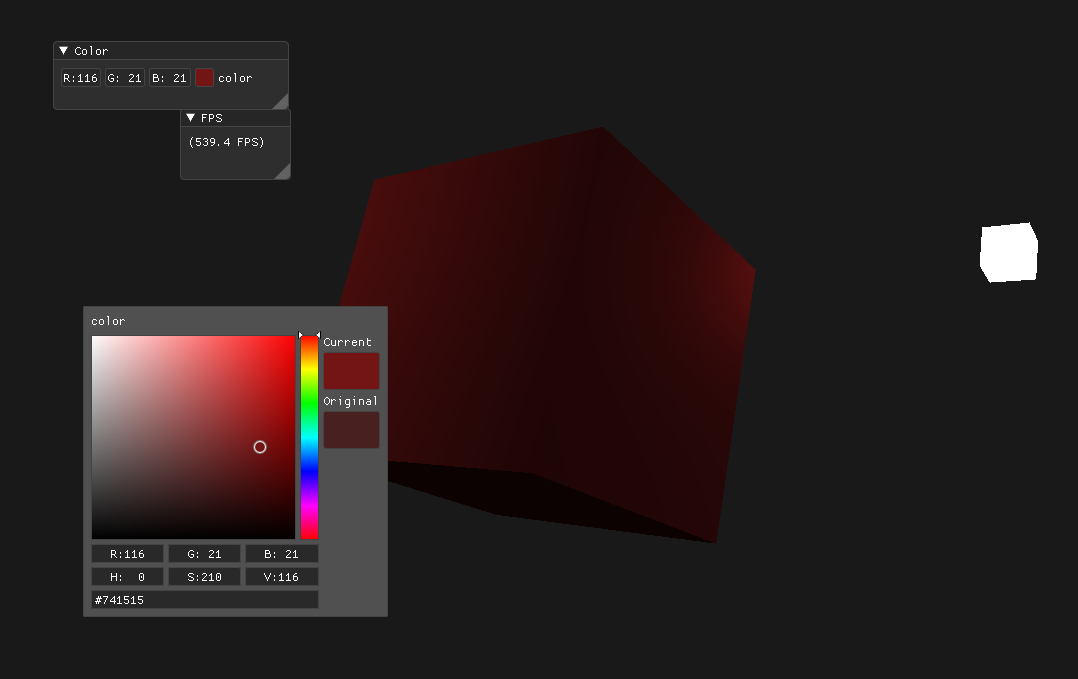 Color
R:116 G: 21 B: 21 color
FPS
(539.4 FPS)
color
Current
Original
R:116 G: 21 B: 21
H:  0 S:210 V:116
#741515